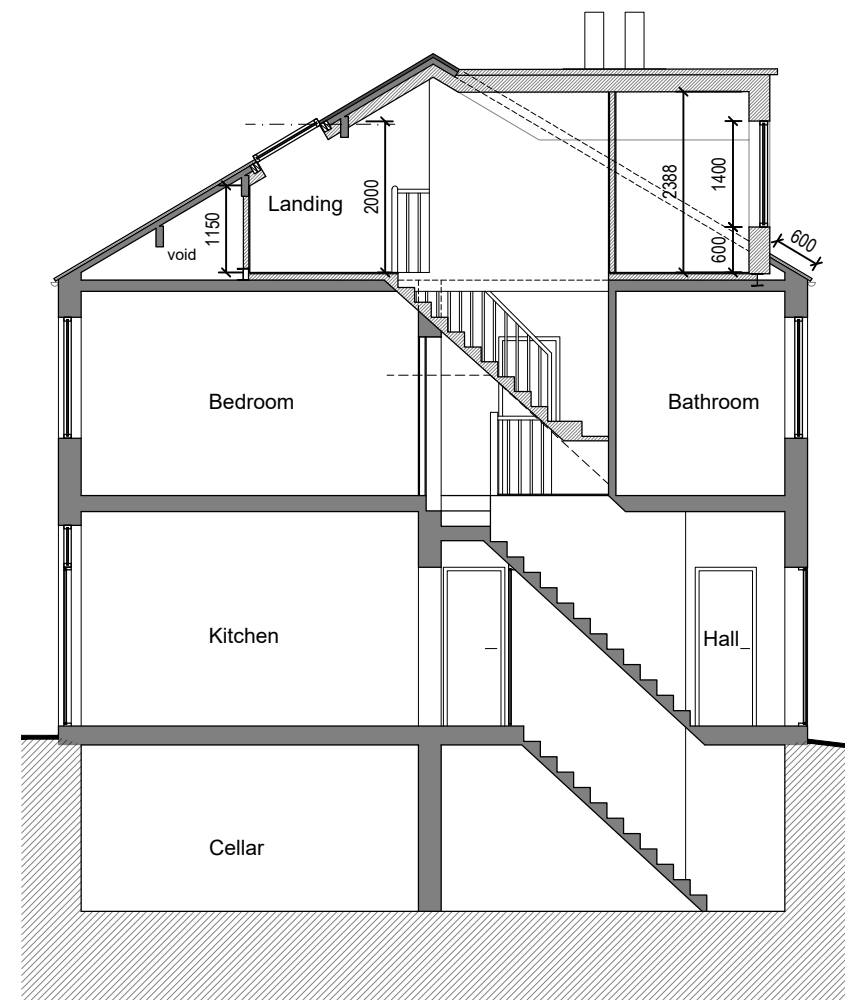 2388
1400
2000
Landing
1150
600
600
void
Bedroom
Bathroom
Kitchen
Hall
Cellar